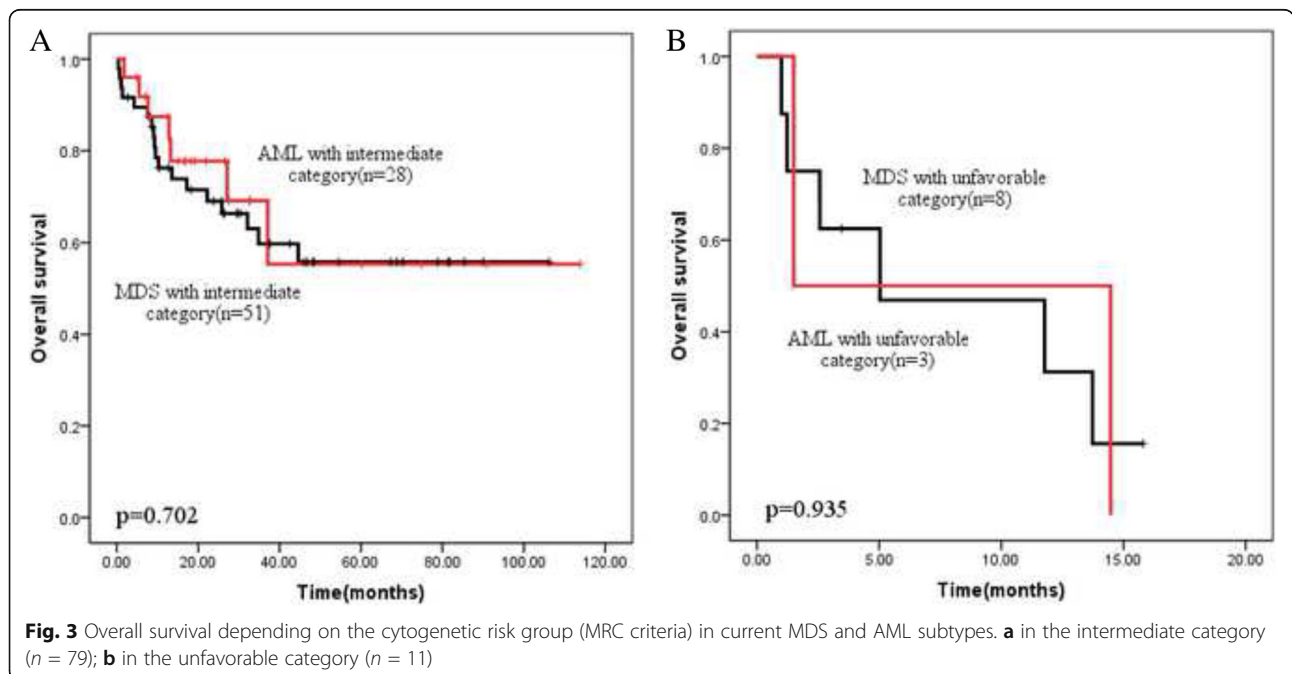 A
Overall survival
1.0
0.8
0.6
0.4
0.2
0.0
AML with intermediate
category(n=28)
MDS with intermediate
category(n=51)
p=0.702
0.00 20.00 40.00 60.00 80.00 100.00 120.00
Time(months)
B
Overall survival
1.0
0.8
0.6
0.4
0.2
0.0
MDS with unfavorable
category(n=8)
AML with unfavorable
category(n=3)
p=0.935
0.00 5.00 10.00 15.00 20.00
Time(months)
Fig. 3 Overall survival depending on the cytogenetic risk group (MRC criteria) in current MDS and AML subtypes. a in the intermediate category
(n = 79); b in the unfavorable category (n = 11)